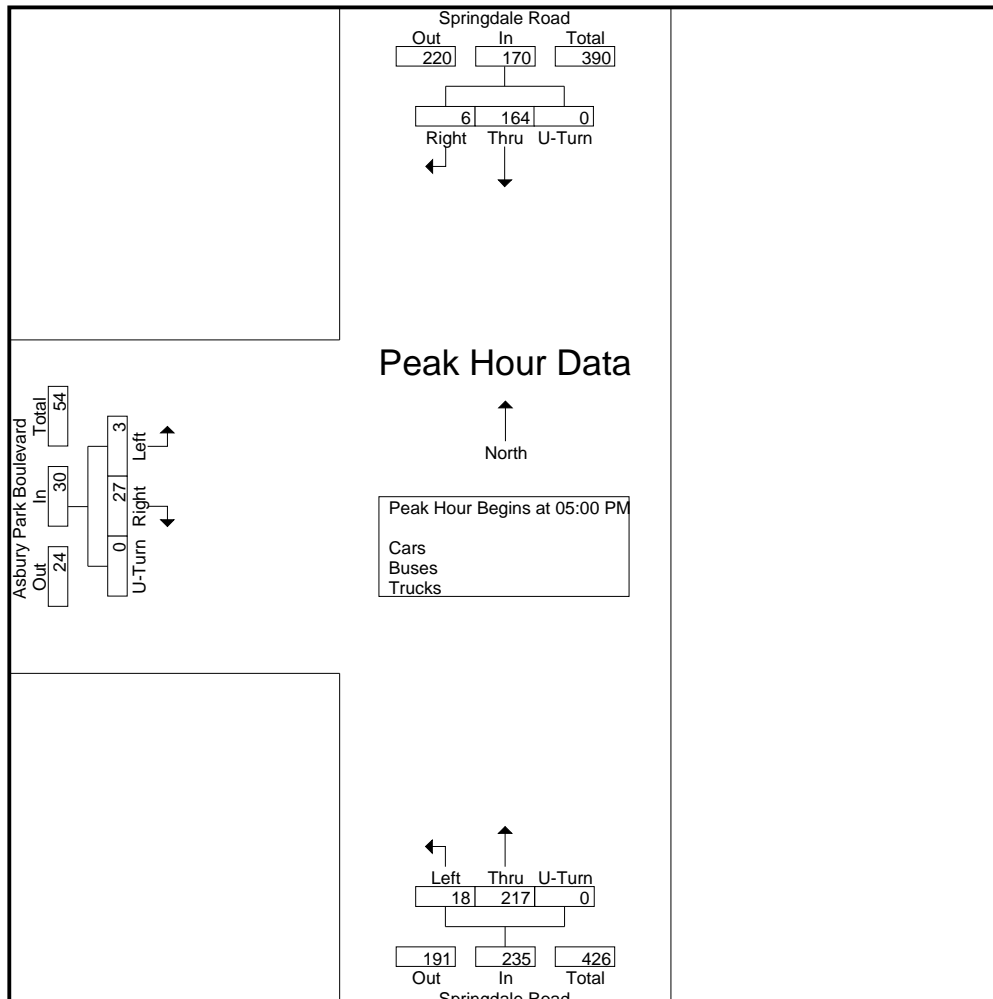 Springdale Road
Out In Total
220 170 390
6 164 0
Right Thru U-Turn
Peak Hour Data
North
Peak Hour Begins at 05:00 PM
Cars
Buses
Trucks
Asbury Park Boulevard
Out In Total
24 30 54
0 27 3
U-Turn Right Left
Left Thru U-Turn
18 217 0
191 235 426
Out In Total
Springdale Road